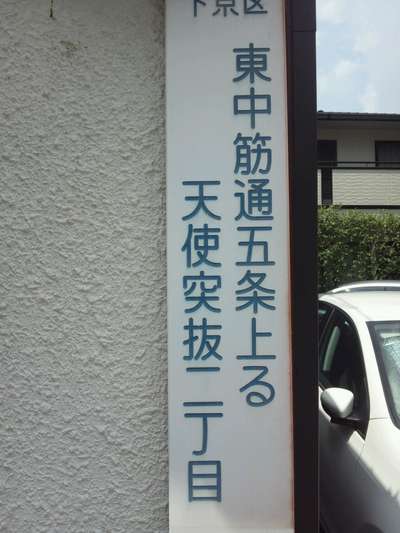 下京区
東中筋通五条上る
天使突抜二丁目